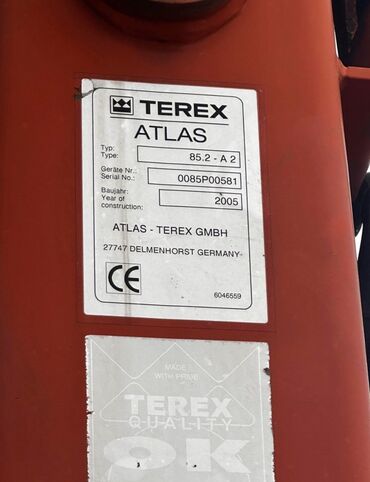 TEREX
ATLAS
Typ:
Type: 85.2 - A 2
Geräte Nr.:
Serial No.: 0085P00581
Baujahr:
Year of
construction: 2005
ATLAS - TEREX GMBH
27747 DELMENHORST GERMANY
CE
6046559
MADE
WITH PRIDE
TEREX
QUALITY
OK